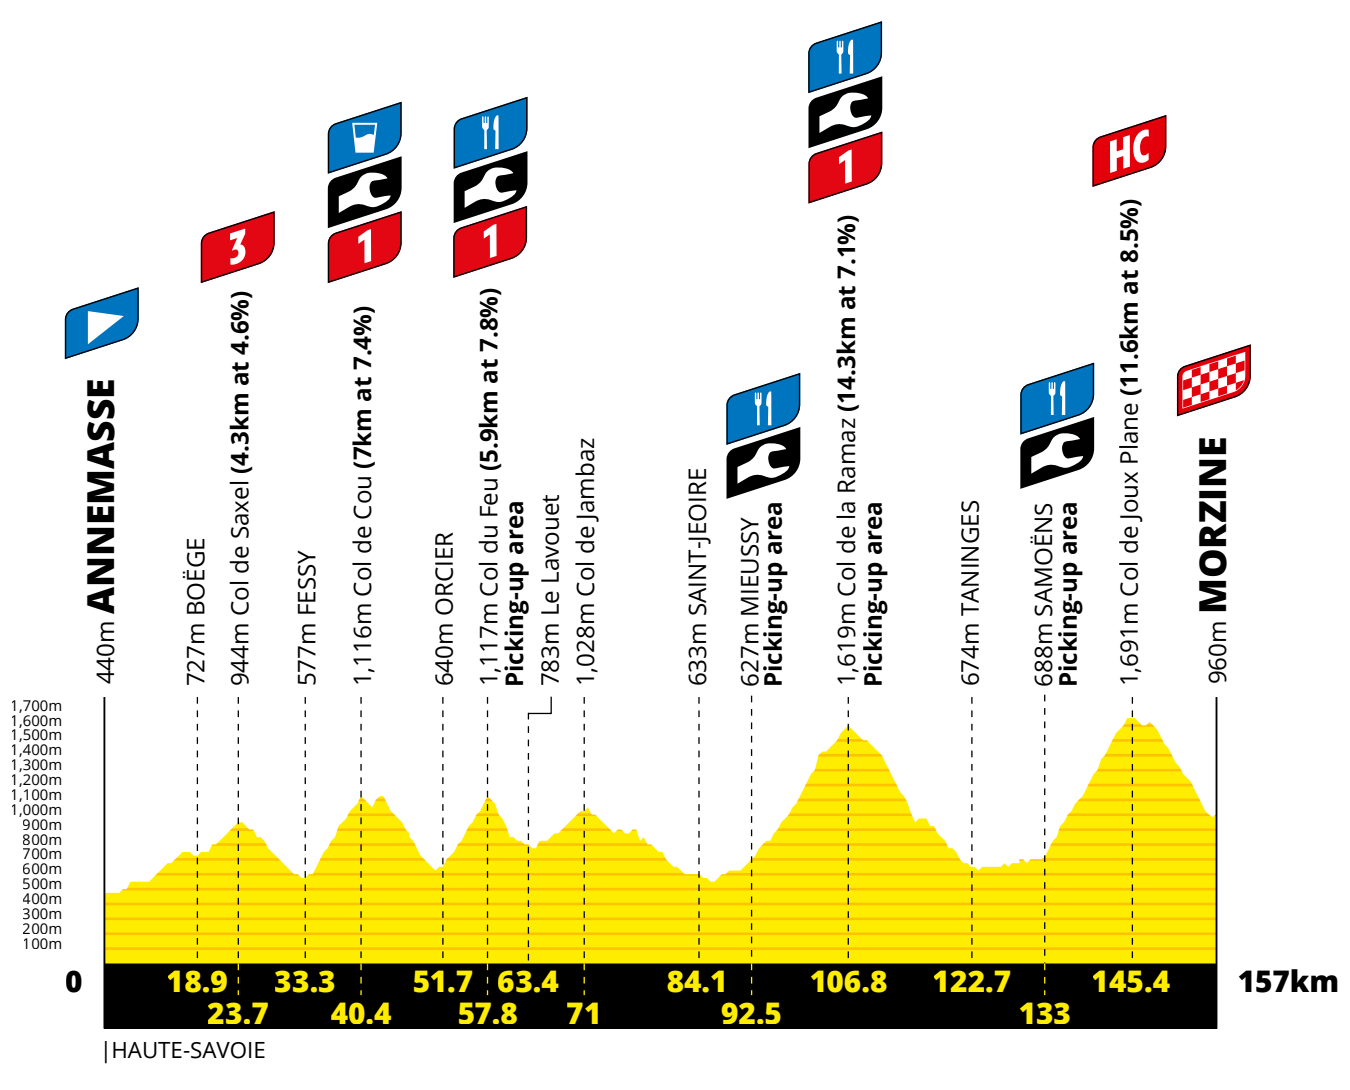 3
1
1
1
HC
440m ANNEMASSE
727m BOËGE
944m Col de Saxel (4.3km at 4.6%)
577m FESSY
1,116m Col de Cou (7km at 7.4%)
640m ORCIER
1,117m Col du Feu (5.9km at 7.8%)
Picking-up area
783m Le Lavouet
1,028m Col de Jambaz
633m SAINT-JEOIRE
627m MIEUSSY
Picking-up area
1,619m Col de la Ramaz (14.3km at 7.1%)
Picking-up area
674m TANINGES
688m SAMOËNS
Picking-up area
1,691m Col de Joux Plane (11.6km at 8.5%)
960m MORZINE
1,700m
1,600m
1,500m
1,400m
1,300m
1,200m
1,100m
1,000m
900m
800m
700m
600m
500m
400m
300m
200m
100m
0 18.9 33.3 51.7 63.4 84.1 106.8 122.7 145.4 157km
23.7 40.4 57.8 71 92.5 133
|HAUTE-SAVOIE